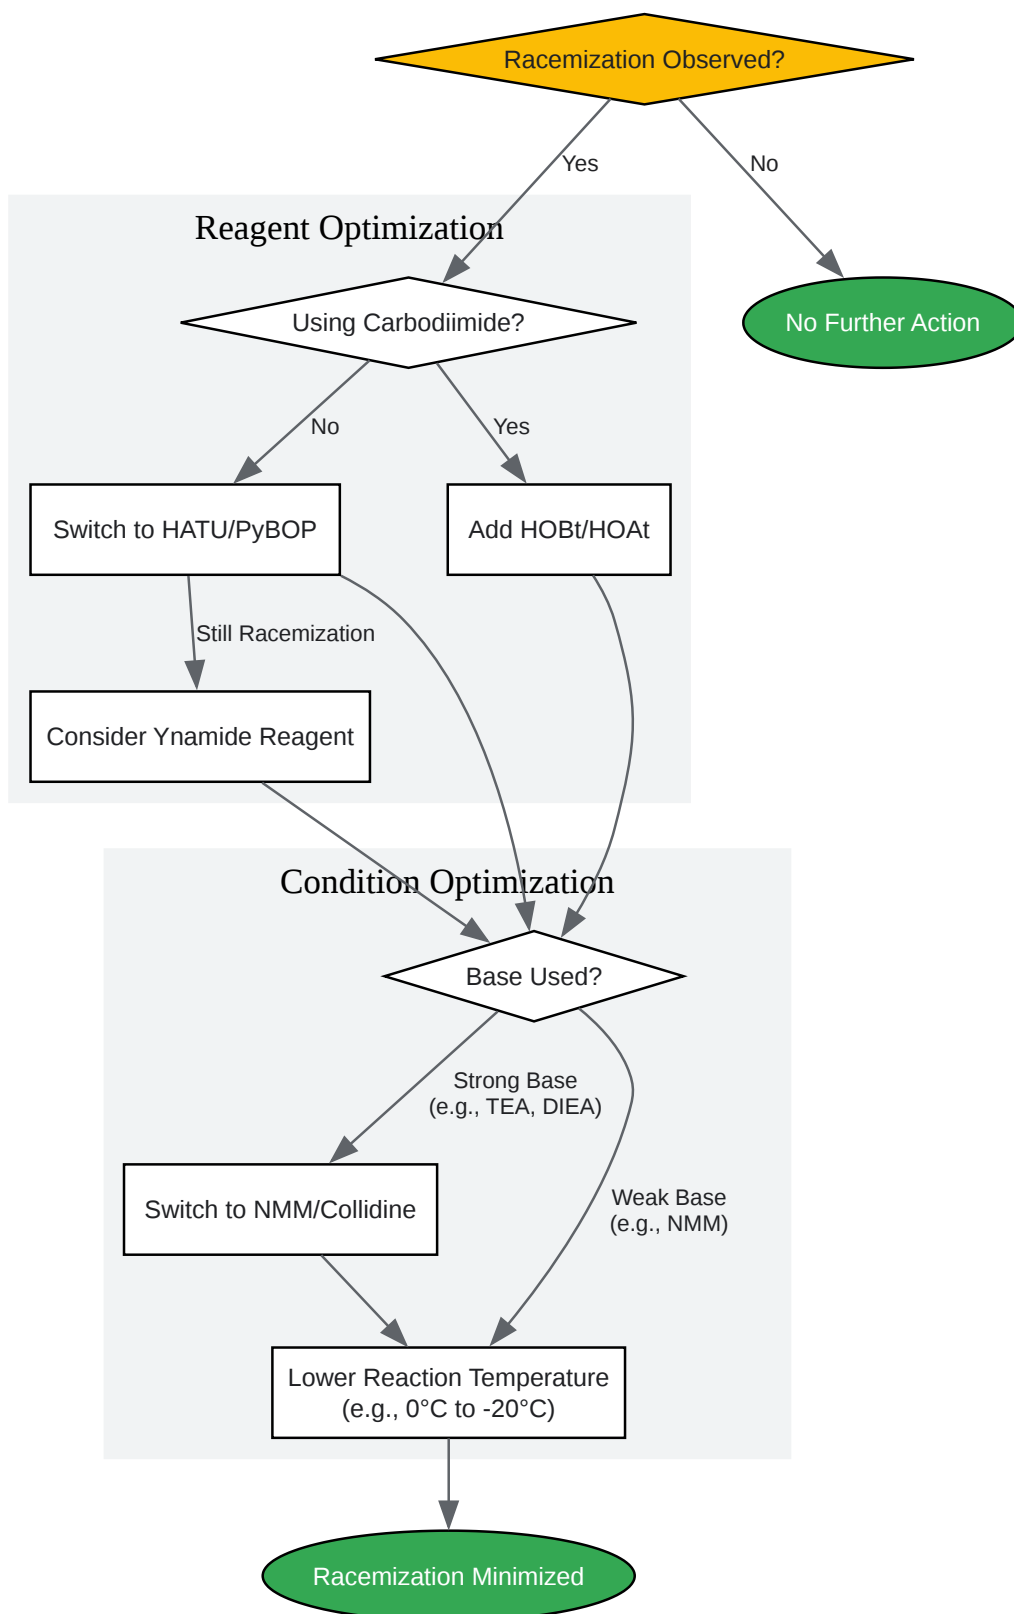 Racemization Observed?
Yes
No
Reagent Optimization
Using Carbodiimide?
No Further Action
No
Yes
Switch to HATU/PyBOP
Add HOBt/HOAt
Still Racemization
Consider Ynamide Reagent
Condition Optimization
Base Used?
Strong Base
(e.g., TEA, DIEA)
Switch to NMM/Collidine
Weak Base
(e.g., NMM)
Lower Reaction Temperature
(e.g., 0°C to -20°C)
Racemization Minimized